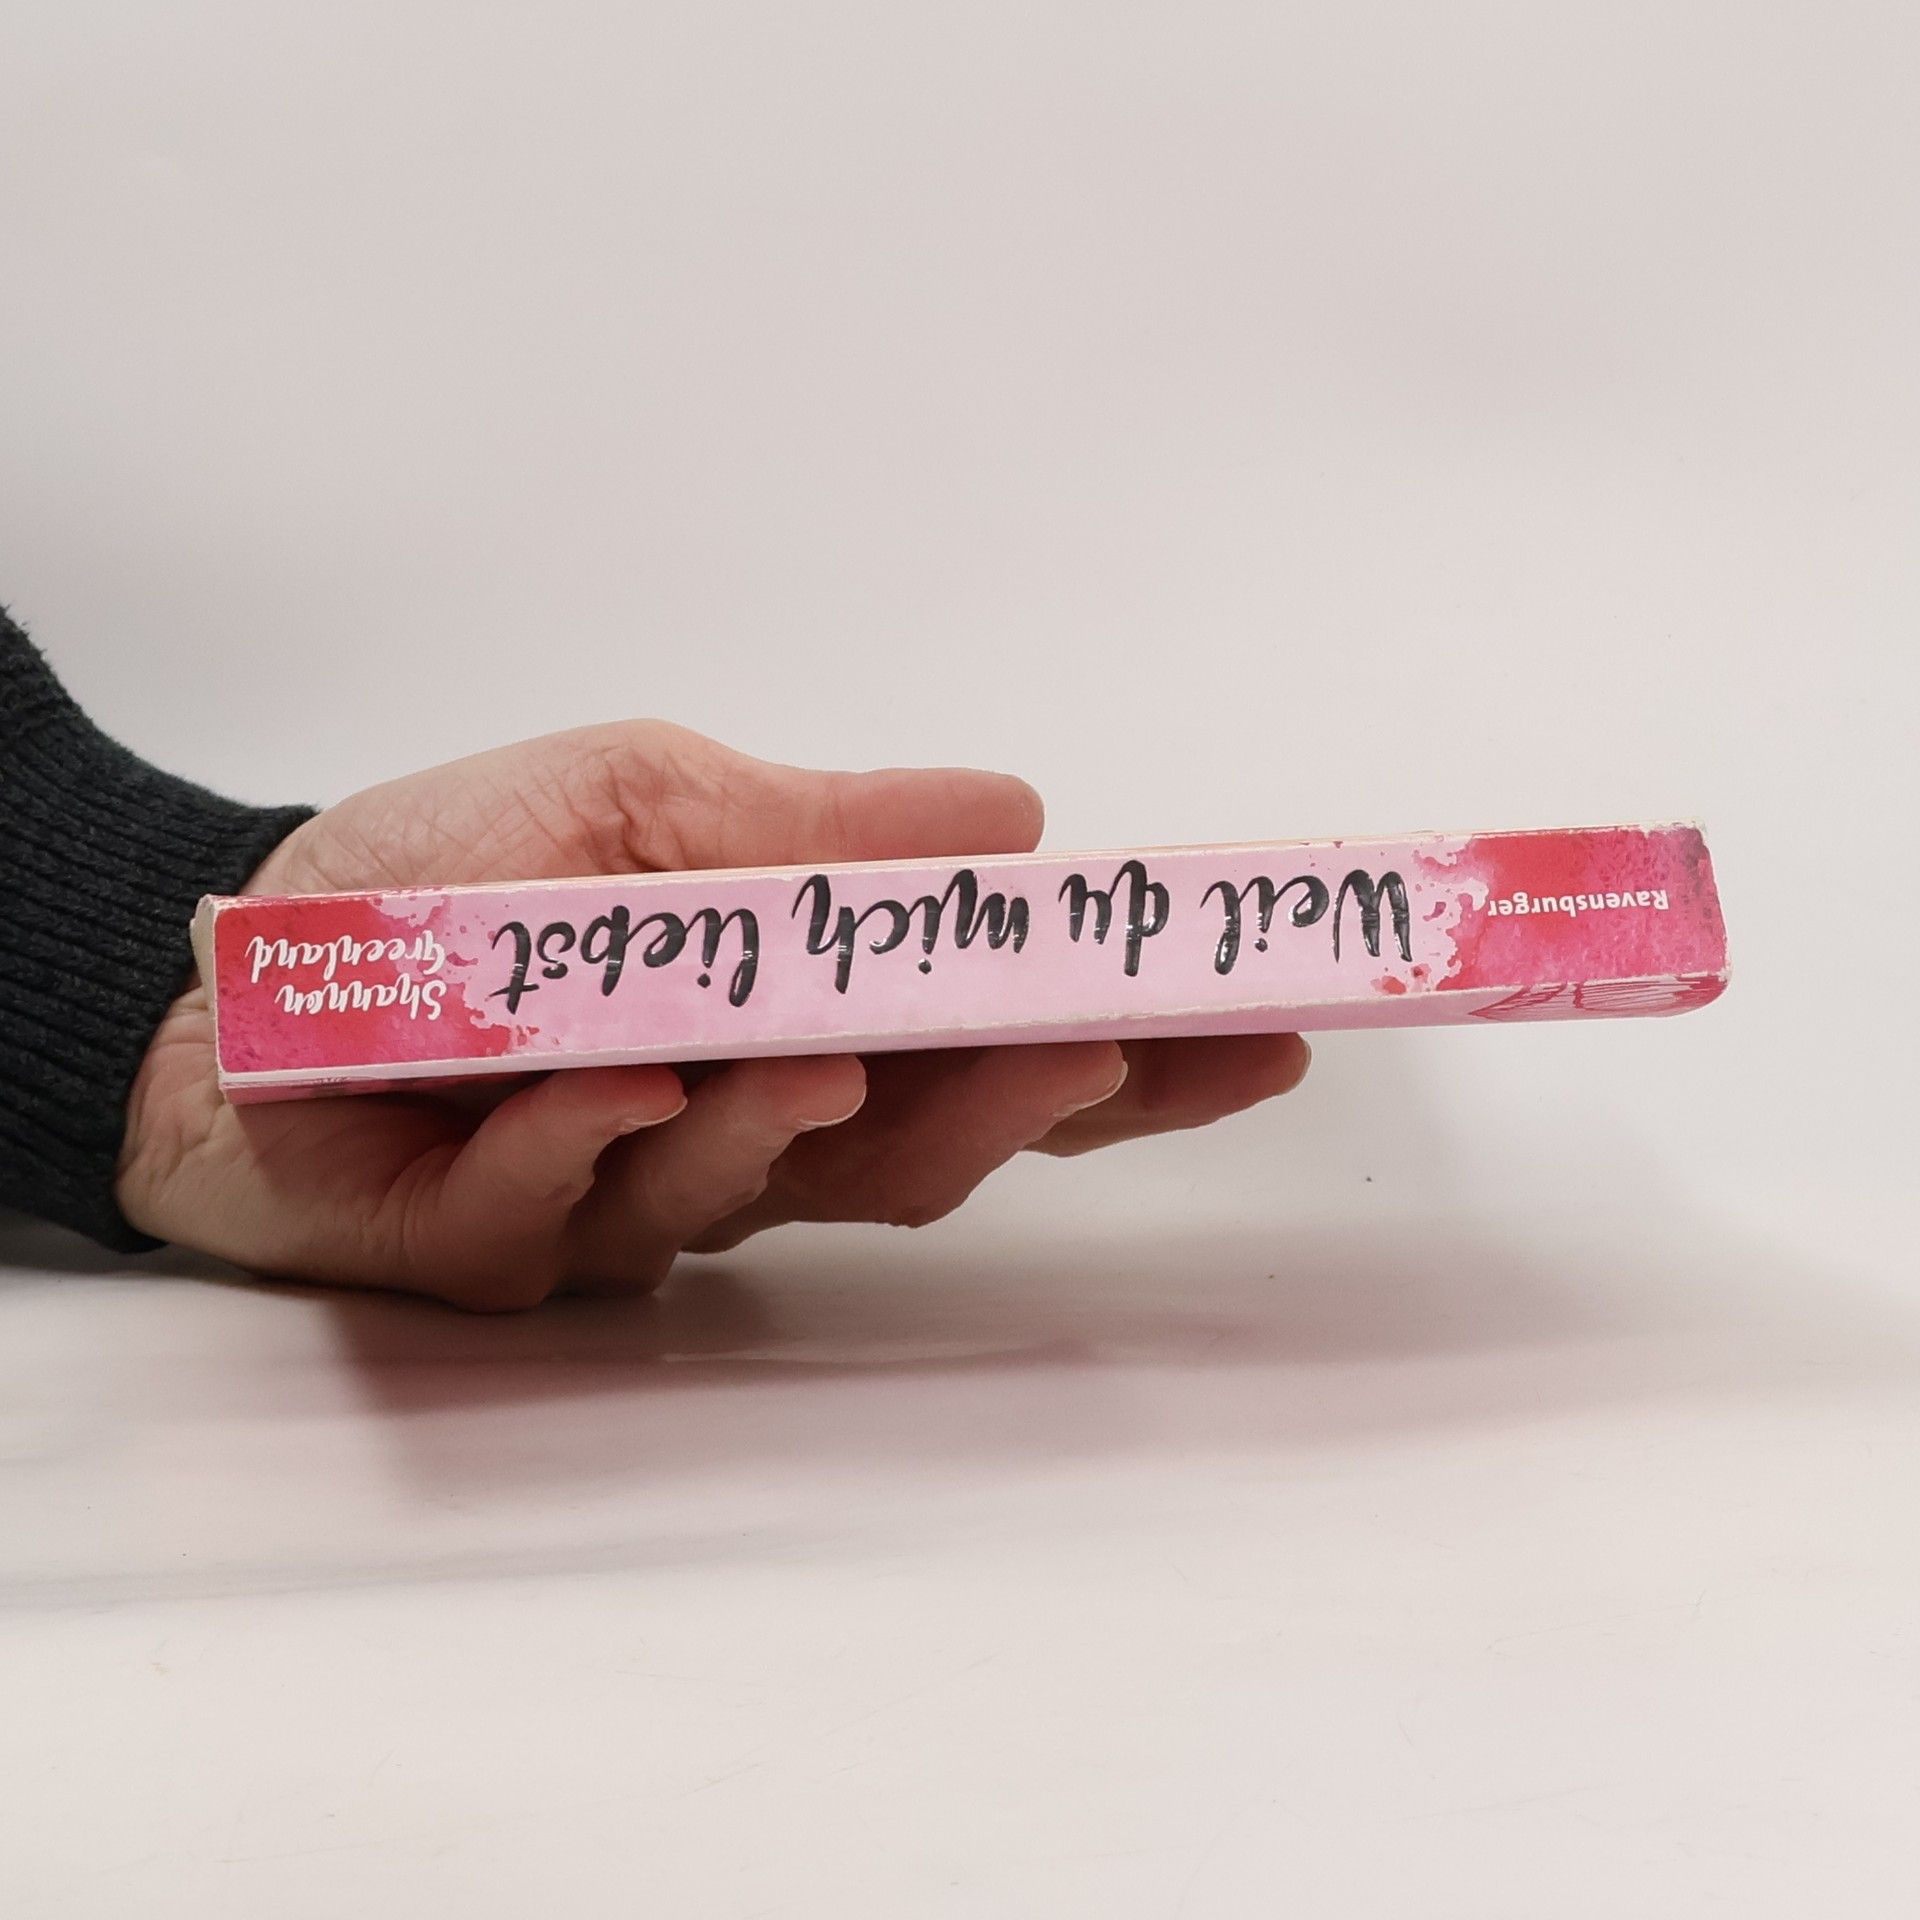 Ravensburger
Weil du mich liebst
Shannon
Greenland